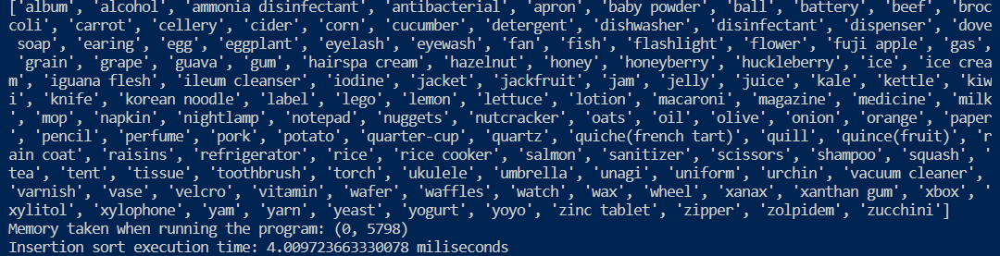 ['album', 'alcohol', 'ammonia disinfectant', 'antibacterial', 'apron', 'baby powder', 'ball', 'battery', 'beef', 'broc
coli', 'carrot', 'cellery', 'cider', 'corn', 'cucumber', 'detergent', 'dishwasher', 'disinfectant', 'dispenser', 'dove
 soap', 'earing', 'egg', 'eggplant', 'eyelash', 'eyewash', 'fan', 'fish', 'flashlight', 'flower', 'fuji apple', 'gas',
 'grain', 'grape', 'guava', 'gum', 'hairspa cream', 'hazelnut', 'honey', 'honeyberry', 'huckleberry', 'ice', 'ice crea
m', 'iguana flesh', 'ileum cleanser', 'iodine', 'jacket', 'jackfruit', 'jam', 'jelly', 'juice', 'kale', 'kettle', 'kiw
i', 'knife', 'korean noodle', 'label', 'lego', 'lemon', 'lettuce', 'lotion', 'macaroni', 'magazine', 'medicine', 'milk
', 'mop', 'napkin', 'nightlamp', 'notepad', 'nuggets', 'nutcracker', 'oats', 'oil', 'olive', 'onion', 'orange', 'paper
', 'pencil', 'perfume', 'pork', 'potato', 'quarter-cup', 'quartz', 'quiche(french tart)', 'quill', 'quince(fruit)', 'r
ain coat', 'raisins', 'refrigerator', 'rice', 'rice cooker', 'salmon', 'sanitizer', 'scissors', 'shampoo', 'squash', '
tea', 'tent', 'tissue', 'toothbrush', 'torch', 'ukulele', 'umbrella', 'unagi', 'uniform', 'urchin', 'vacuum cleaner', 
'varnish', 'vase', 'velcro', 'vitamin', 'wafer', 'waffles', 'watch', 'wax', 'wheel', 'xanax', 'xanthan gum', 'xbox', '
xylitol', 'xylophone', 'yam', 'yarn', 'yeast', 'yogurt', 'yoyo', 'zinc tablet', 'zipper', 'zolpidem', 'zucchini']
Memory taken when running the program: (0, 5798)
Insertion sort execution time: 4.009723663330078 miliseconds